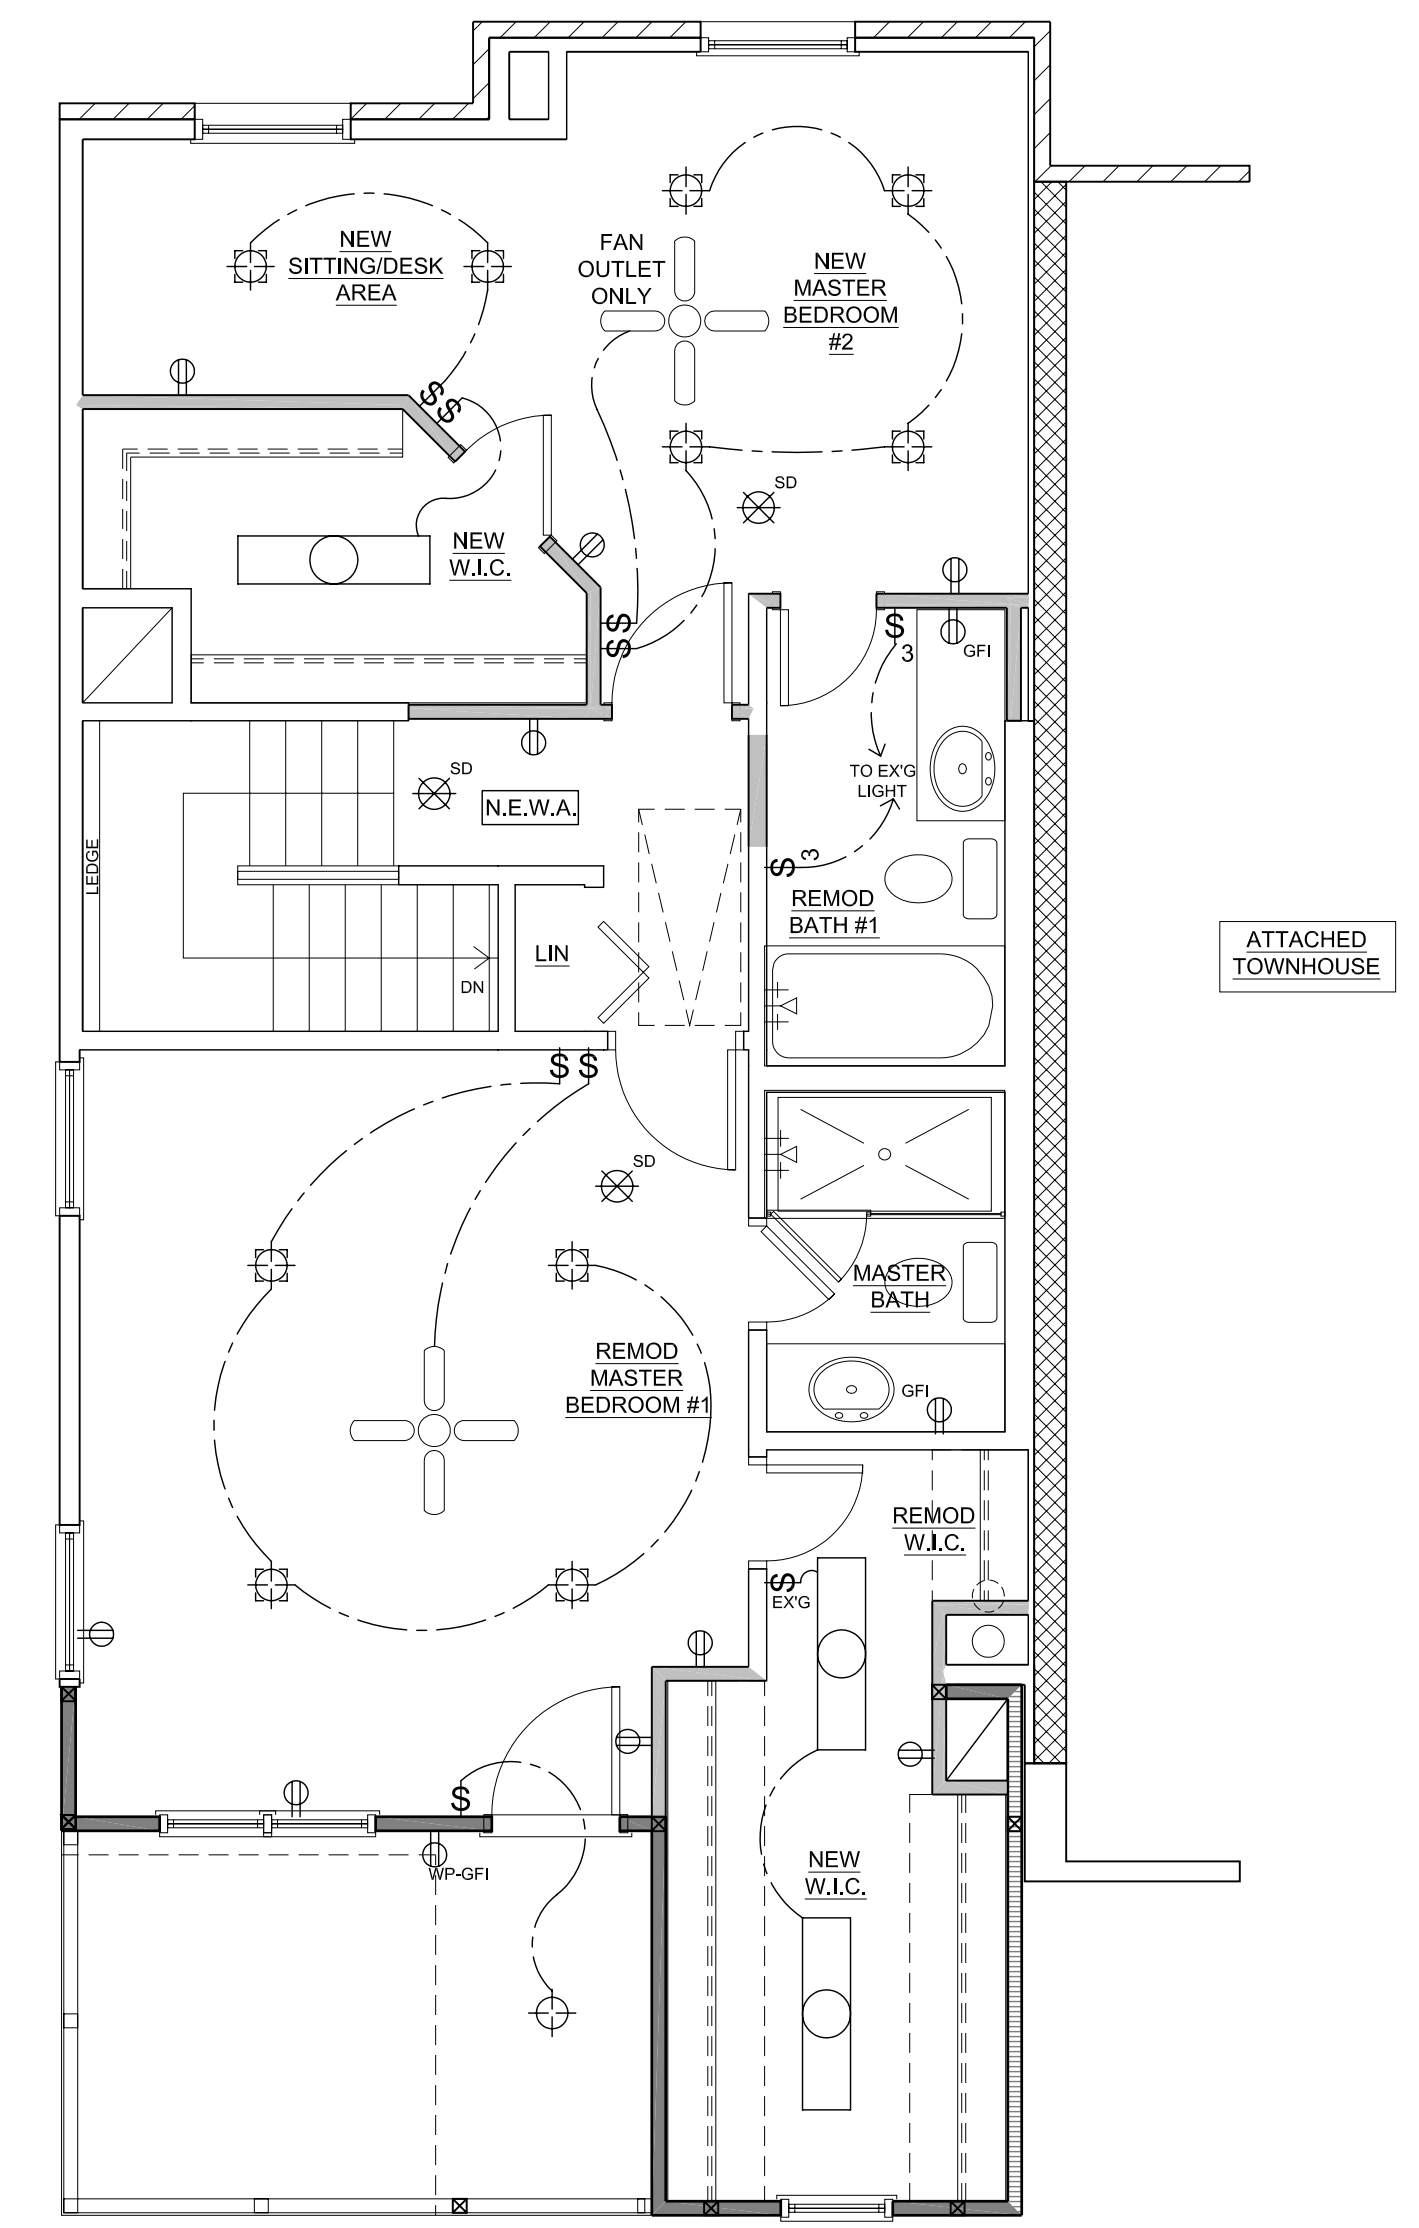 NEW
SITTING/DESK
AREA
FAN
OUTLET
ONLY
NEW
MASTER
BEDROOM
#2
$$
SD
NEW
W.I.C.
$$
$
3
GFI
SD
N.E.W.A.
TO EX'G
LIGHT
LEDGE
$
3
REMOD
BATH #1
LIN
DN
ATTACHED
TOWNHOUSE
$$
SD
MASTER
BATH
REMOD
MASTER
BEDROOM #1
GFI
REMOD
W.I.C.
$
EX'G
$
WP-GFI
NEW
W.I.C.